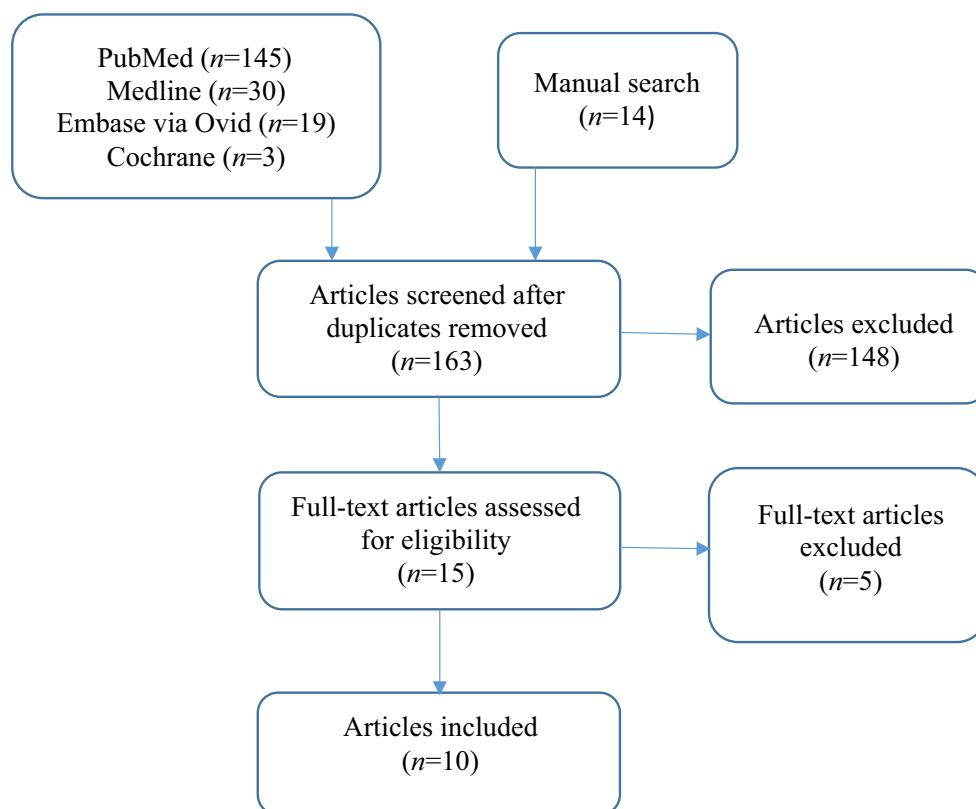 PubMed (n=145)
Medline (n=30)
Embase via Ovid (n=19)
Cochrane (n=3)
Manual search
(n=14)
Articles screened after
duplicates removed
(n=163)
Articles excluded
(n=148)
Full-text articles assessed
for eligibility
(n=15)
Full-text articles
excluded
(n=5)
Articles included
(n=10)